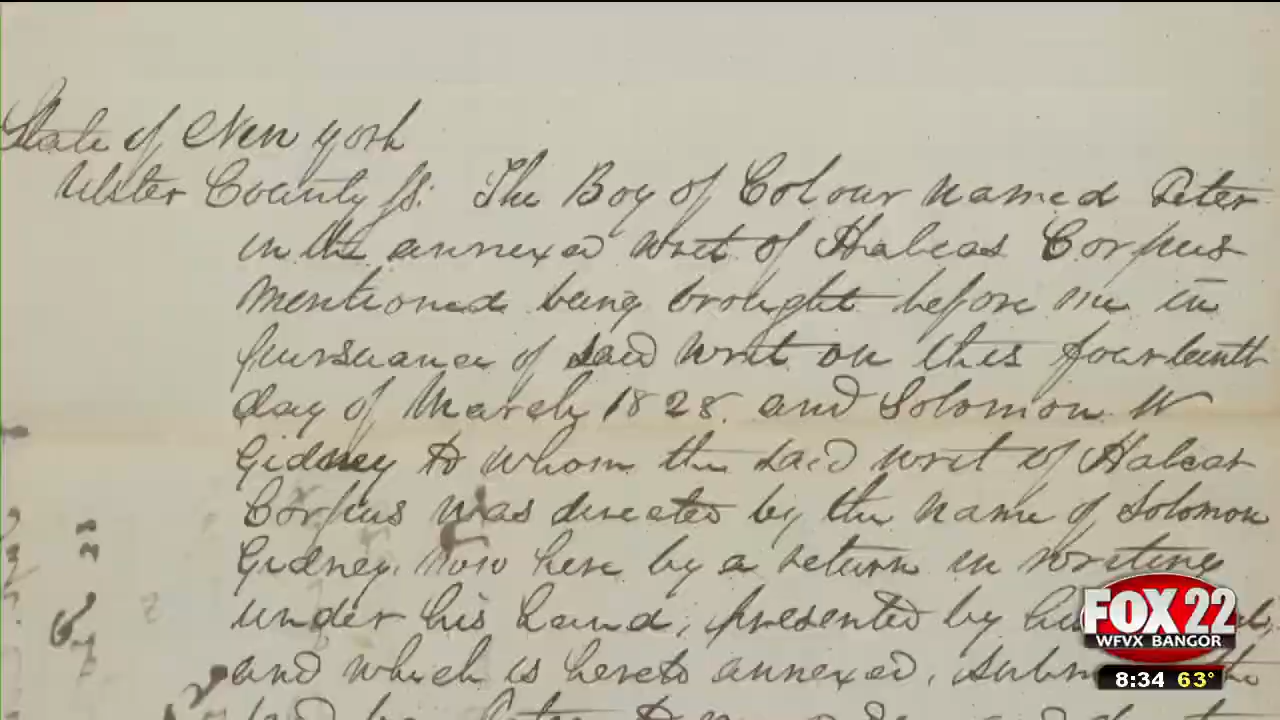 State of New York
Ulster County ss: The Boy of Colour named Peter
in the annexed writ of Habeas Corpus
mentioned being brought before me in
pursuance of said writ on this fourteenth
day of March 1828. and Solomon W
Gidney to whom the said writ of Habeas
Corpus was directed by the name of Solomon
Gidney. now here by a return in writing
under his hand, presented by
and which is hereto annexed,
FOX 22
WFVX BANGOR
8:34 63°